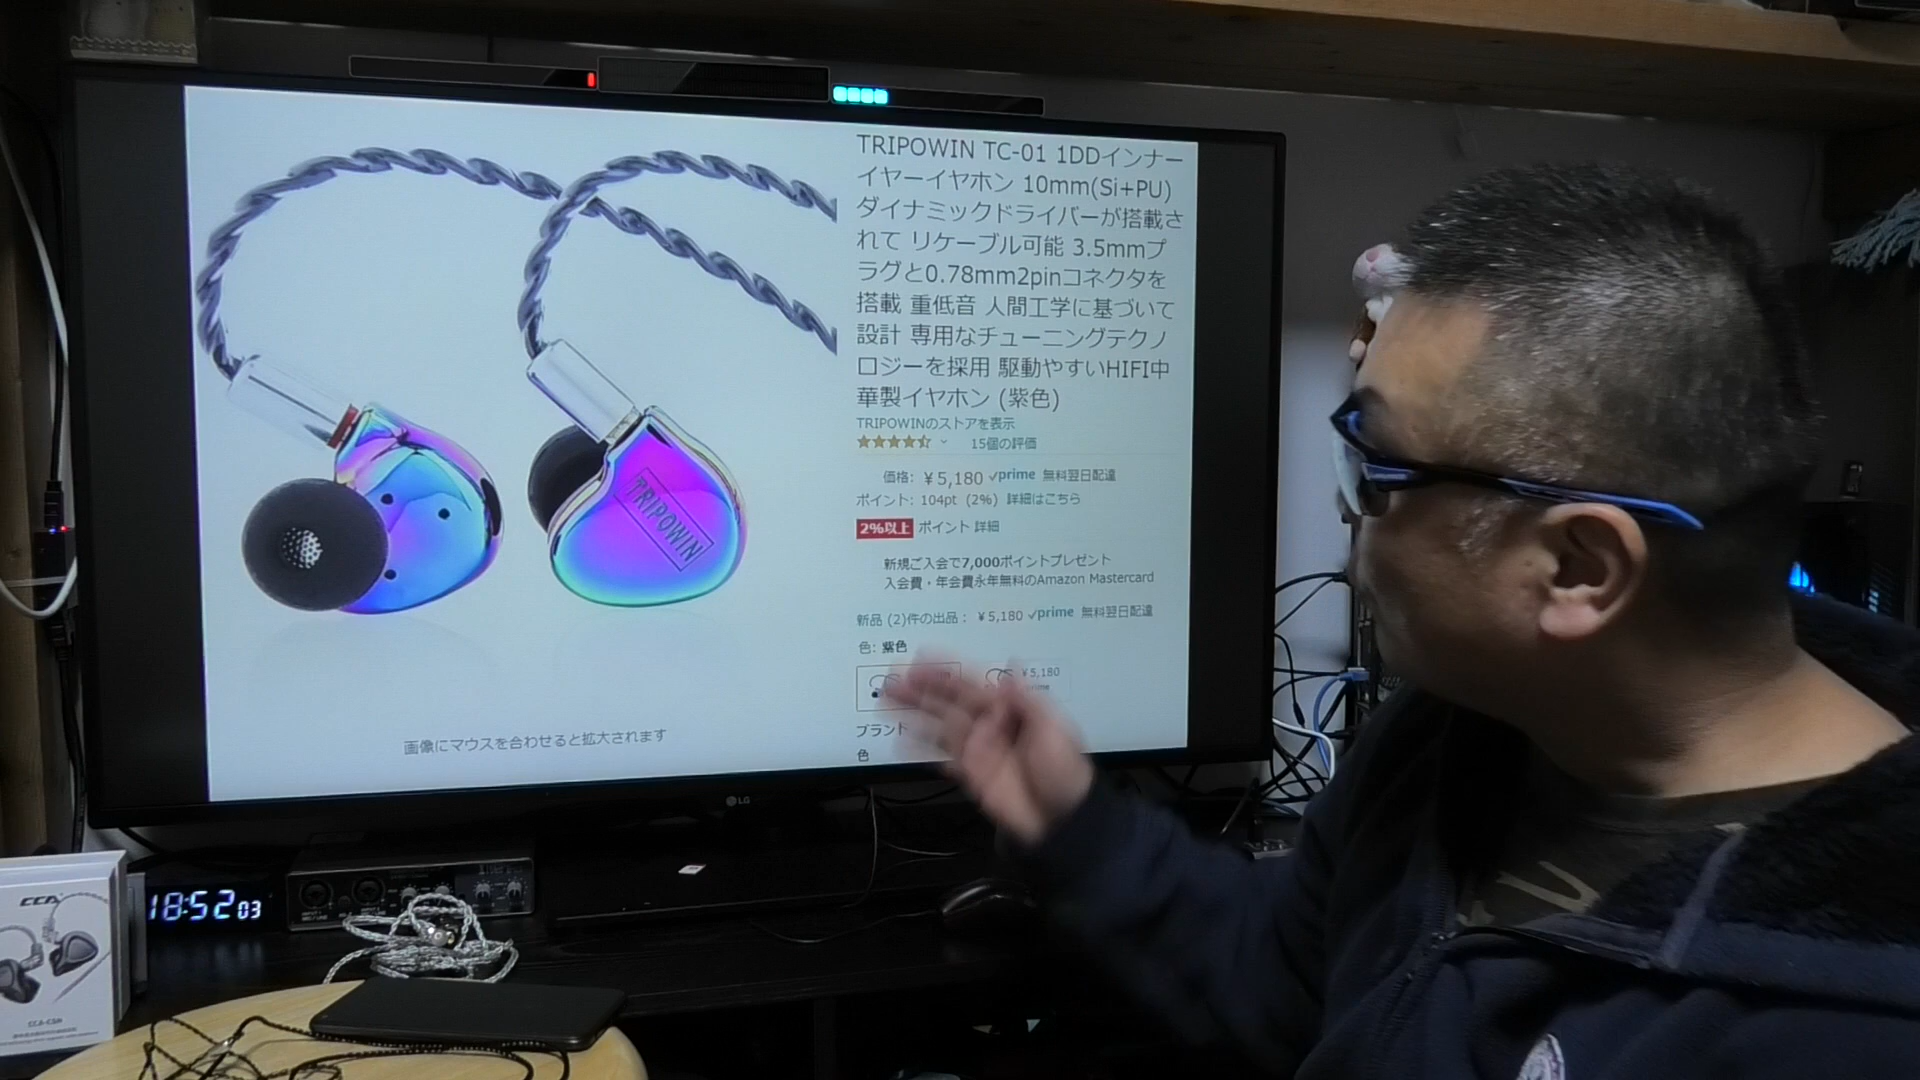 TRIPOWIN TC-01 1DDインナー
イヤーイヤホン 10mm(Si+PU)
ダイナミックドライバーが搭載さ
れて リケーブル可能 3.5mmプ
ラグと0.78mm2pinコネクタを
搭載 重低音 人間工学に基づいて
設計 専用なチューニングテクノ
ロジーを採用 駆動やすいHIFI中
華製イヤホン (紫色)
TRIPOWINのストアを表示
15個の評価
価格: ￥5,180 prime 無料翌日配達
ポイント: 104pt (2%) 詳細はこちら
2%以上 ポイント 詳細
新規ご入会で7,000ポイントプレゼント
入会費・年会費永年無料のAmazon Mastercard
新品 (2)件の出品： ￥5,180 prime 無料翌日配達
色: 紫色
￥5,180
prime
ブランド
色
TRIPOWIN
画像にマウスを合わせると拡大されます
LG
18:52 03
CCA
CCA-CSN